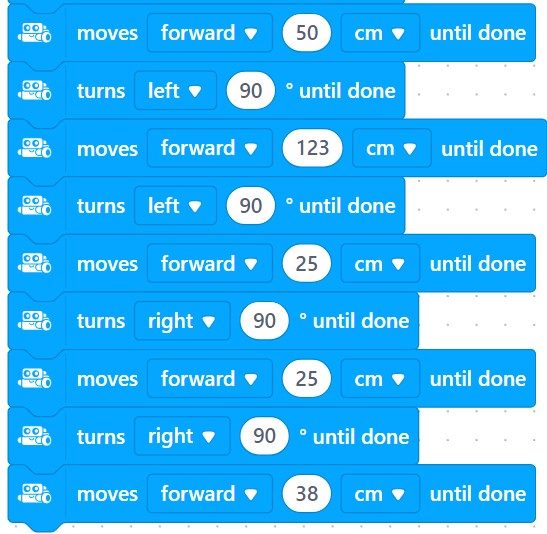 moves forward 50 cm until done
turns left 90 ° until done
moves forward 123 cm until done
turns left 90 ° until done
moves forward 25 cm until done
turns right 90 ° until done
moves forward 25 cm until done
turns right 90 ° until done
moves forward 38 cm until done